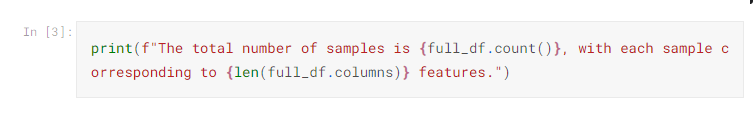 In [3]:
print(f"The total number of samples is {full_df.count()}, with each sample c
orresponding to {len(full_df.columns)} features.")